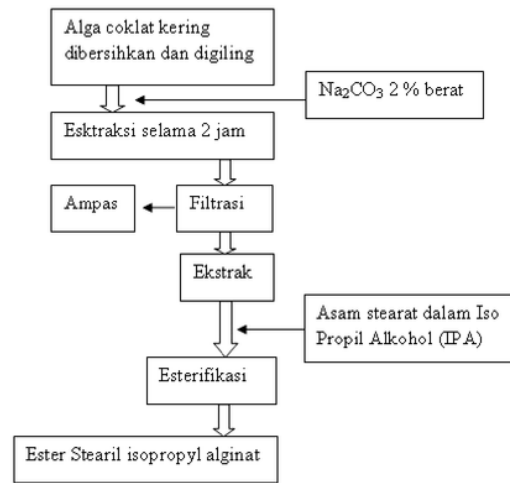 Alga coklat kering
dibersihkan dan digiling
Na₂CO₃ 2 % berat
Esktraksi selama 2 jam
Ampas
Filtrasi
Ekstrak
Asam stearat dalam Iso
Propil Alkohol (IPA)
Esterifikasi
Ester Stearil isopropyl alginat